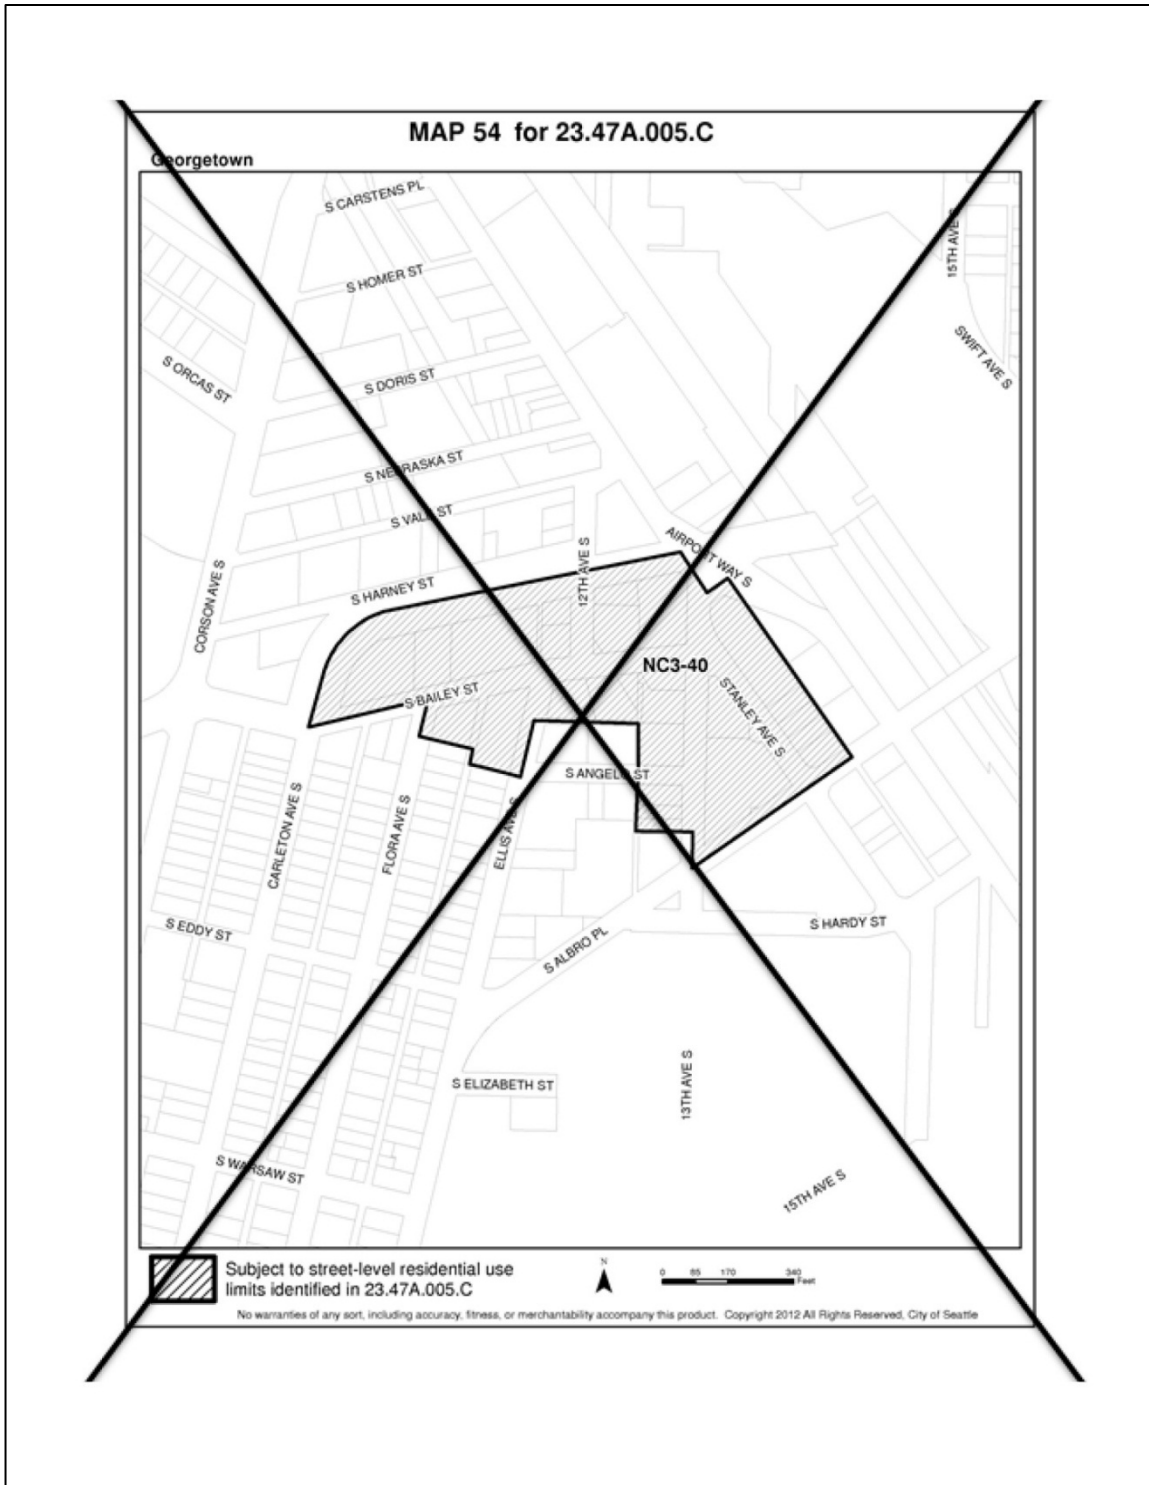 MAP 54 for 23.47A.005.C
Georgetown
S CARSTENS PL
15TH AVE S
S HOMER ST
SWIFT AVE S
S ORCAS ST
S DORIS ST
S NEBRASKA ST
S VALE ST
AIRPORT WAY S
12TH AVE S
S HARNEY ST
CORSON AVE S
NC3-40
S BAILEY ST
STANLEY AVE S
S ANGELO ST
CARLETON AVE S
FLORA AVE S
ELLIS AVE S
S EDDY ST
S HARDY ST
S ALBRO PL
S ELIZABETH ST
13TH AVE S
S WARSAW ST
15TH AVE S
Subject to street-level residential use
limits identified in 23.47A.005.C
N
0 85 170 340
Feet
No warranties of any sort, including accuracy, fitness, or merchantability accompany this product. Copyright 2012 All Rights Reserved, City of Seattle